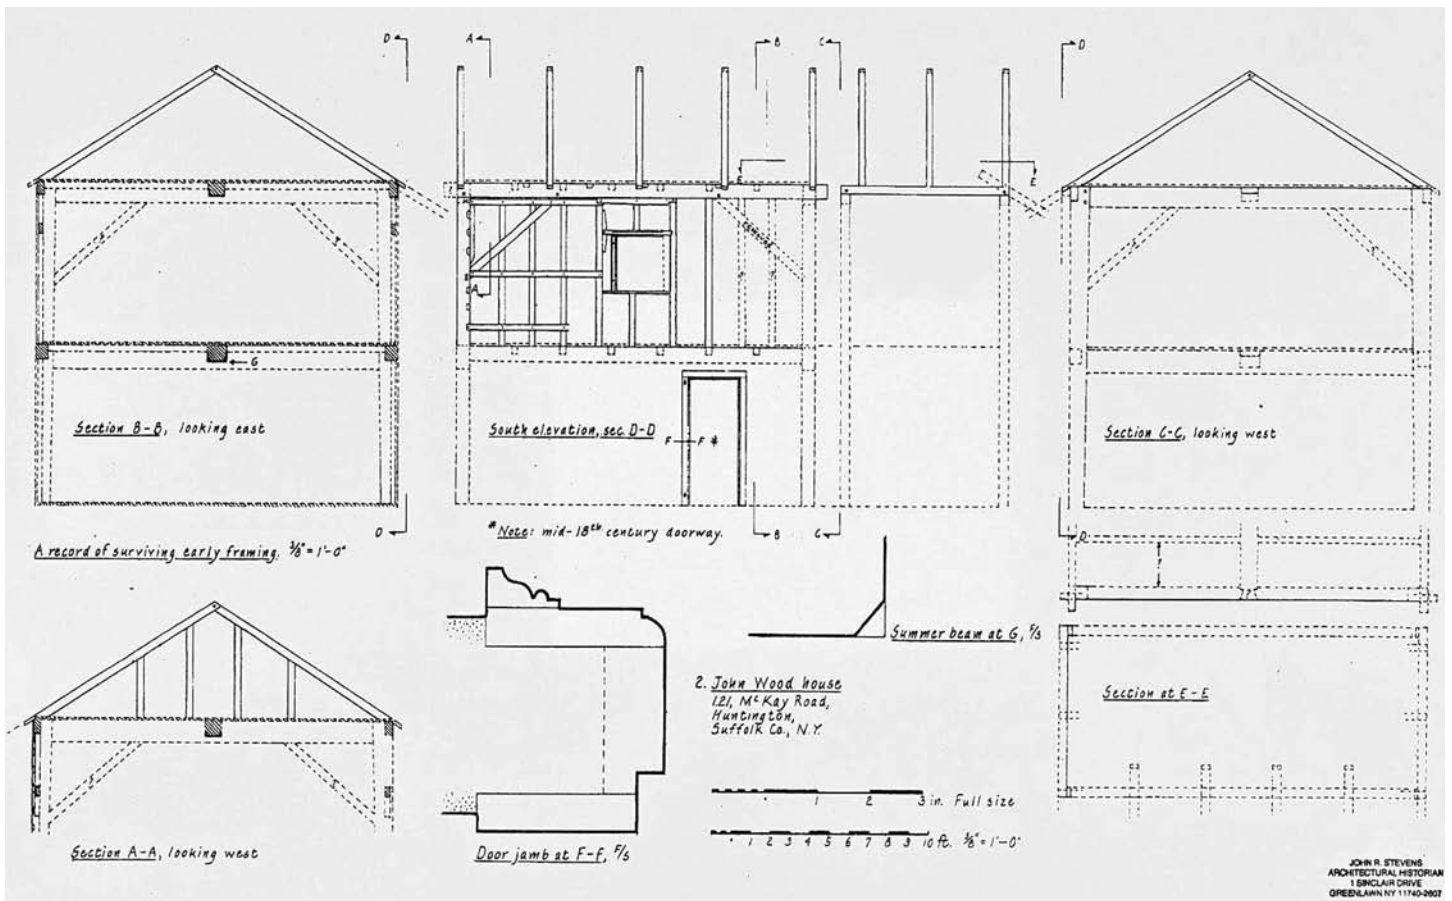 D
A
B
C
D
E
E
G
A
Section B-B, looking east
South elevation, sec. D-D
F
F *
Section C-C, looking west
*Note: mid-18th century doorway.
D
B
C
D
A record of surviving early framing. 3/8" = 1'-0"
Summer beam at G, F/S
2. John Wood house
121, McKay Road,
Huntington,
Suffolk Co., N.Y.
Section at E-E
1 2 3 in. Full size
1 2 3 4 5 6 7 8 9 10 ft. 3/8" = 1'-0"
Section A-A, looking west
Door jamb at F-F, F/S
JOHN R. STEVENS
ARCHITECTURAL HISTORIAN
1 SINCLAIR DRIVE
GREENLAWN NY 11740-2607